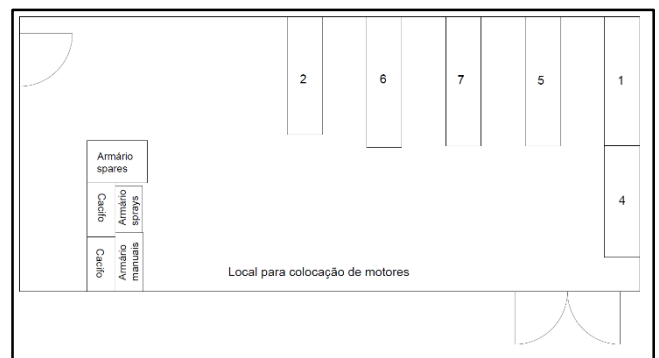 2
6
7
5
1
Armário
spares
Cacifo
Armário
sprays
4
Cacifo
Armário
manuais
Local para colocação de motores